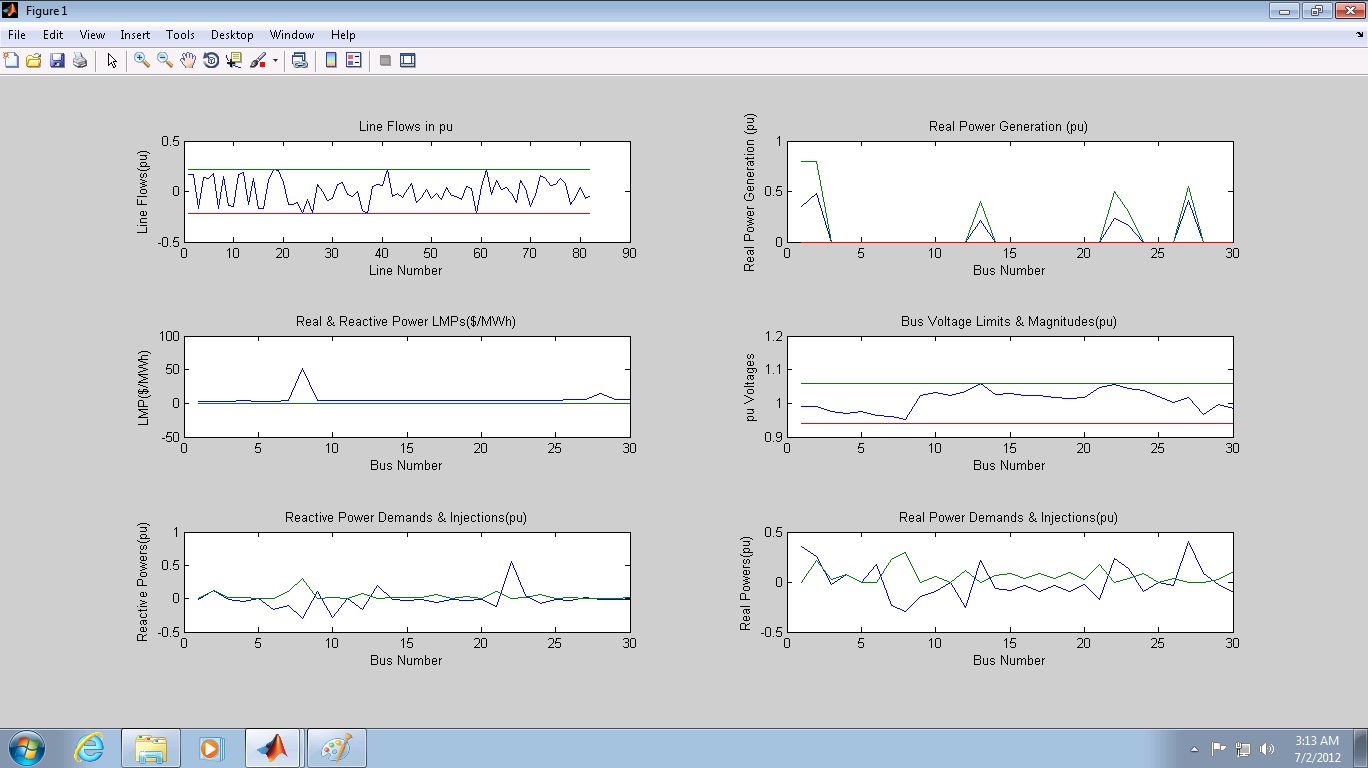 Figure 1
File Edit View Insert Tools Desktop Window Help
Line Flows in pu
Line Flows(pu)
0.5
0
-0.5
0 10 20 30 40 50 60 70 80 90
Line Number
Real Power Generation (pu)
Real Power Generation (pu)
1
0.5
0
0 5 10 15 20 25 30
Bus Number
Real & Reactive Power LMPs($/MWh)
LMP($/MWh)
100
50
0
-50
0 5 10 15 20 25 30
Bus Number
Bus Voltage Limits & Magnitudes(pu)
pu Voltages
1.2
1.1
1
0.9
0 5 10 15 20 25 30
Bus Number
Reactive Power Demands & Injections(pu)
Reactive Powers(pu)
1
0.5
0
-0.5
0 5 10 15 20 25 30
Bus Number
Real Power Demands & Injections(pu)
Real Powers(pu)
0.5
0
-0.5
0 5 10 15 20 25 30
Bus Number
3:13 AM
7/2/2012